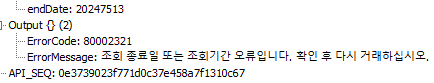 endDate: 20247513
Output {} (2)
ErrorCode: 80002321
ErrorMessage: 조회 종료일 또는 조회기간 오류입니다. 확인 후 다시 거래하십시오.
API_SEQ: 0e3739023f771d0c37e458a7f1310c67